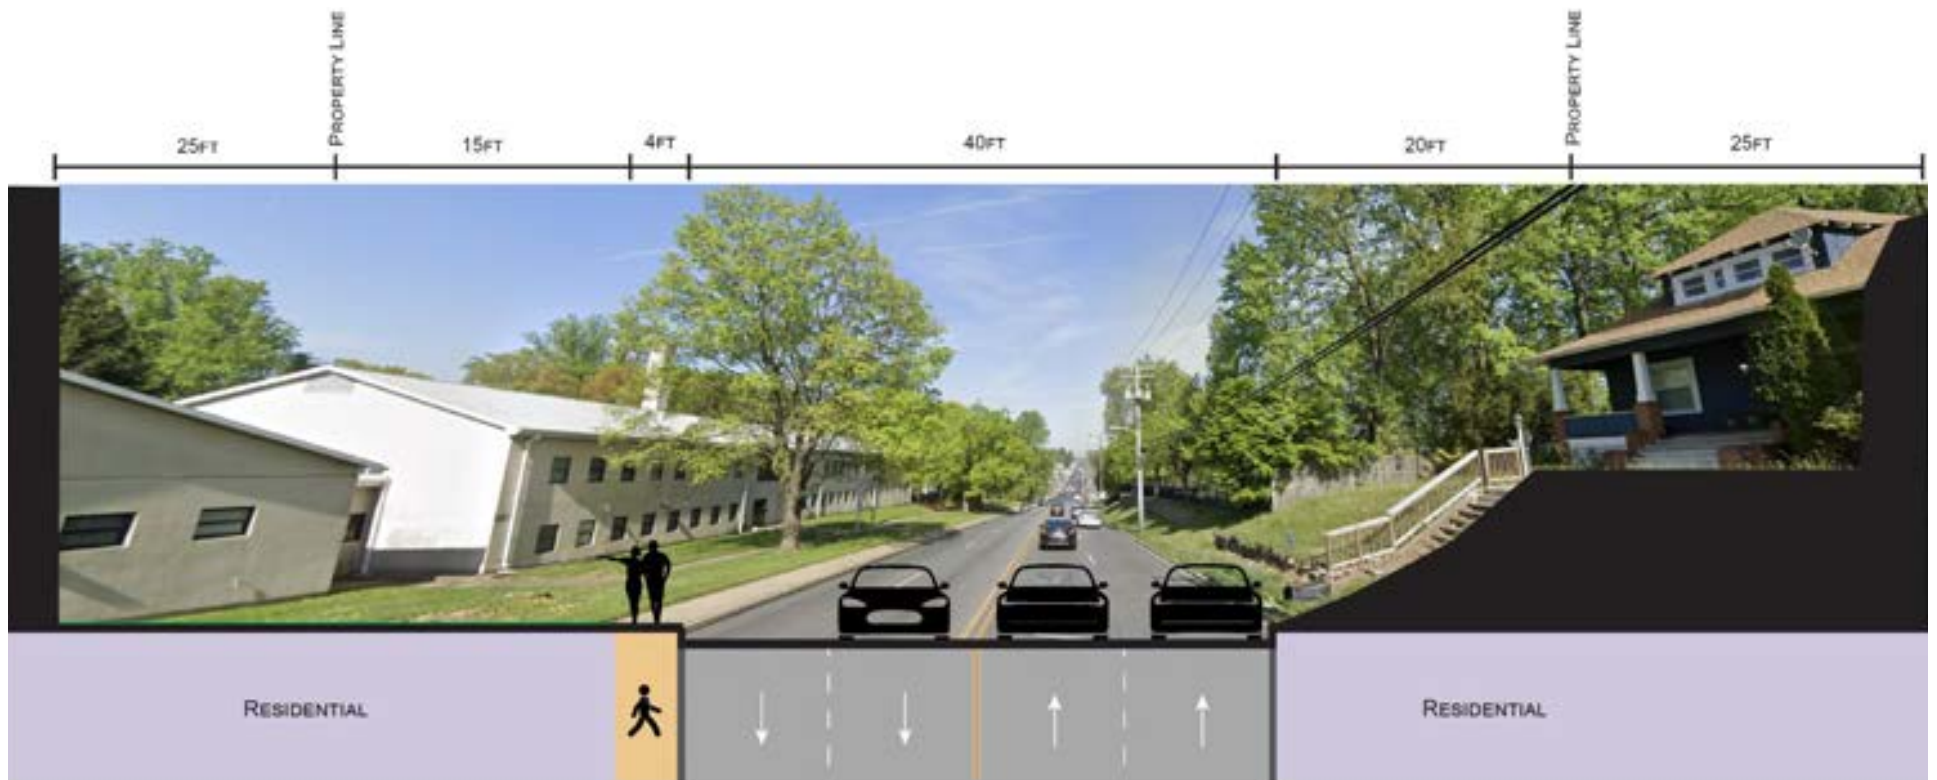 PROPERTY LINE
PROPERTY LINE
25FT
15FT
4FT
40FT
20FT
25FT
RESIDENTIAL
RESIDENTIAL